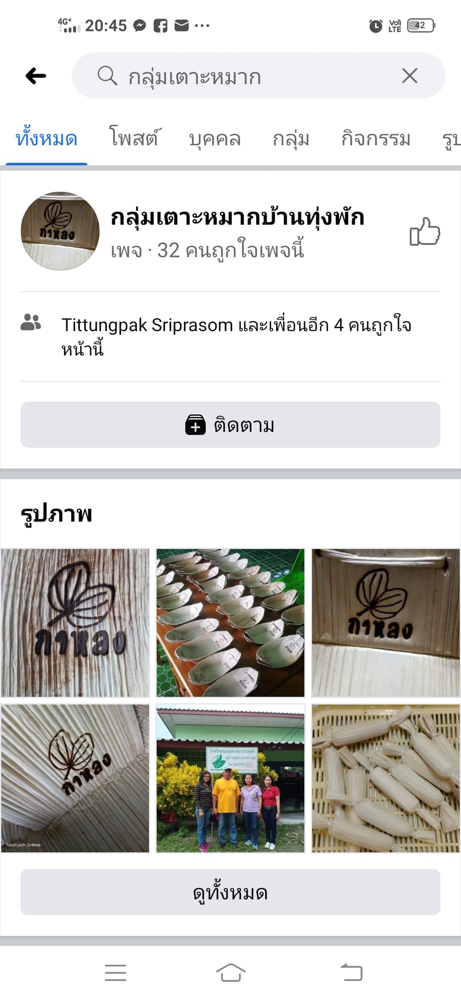 4G+ 20:45 ... Vo)) LTE 42
กลุ่มเตาะหมาก
ทั้งหมด โพสต์ บุคคล กลุ่ม กิจกรรม รูป
กาหลง
กลุ่มเตาะหมากบ้านทุ่งพัก
เพจ · 32 คนถูกใจเพจนี้
Tittungpak Sriprasom และเพื่อนอีก 4 คนถูกใจ
หน้านี้
ติดตาม
รูปภาพ
กาหลง
กาหลง
กาหลง
Taken with Zenfone
ดูทั้งหมด